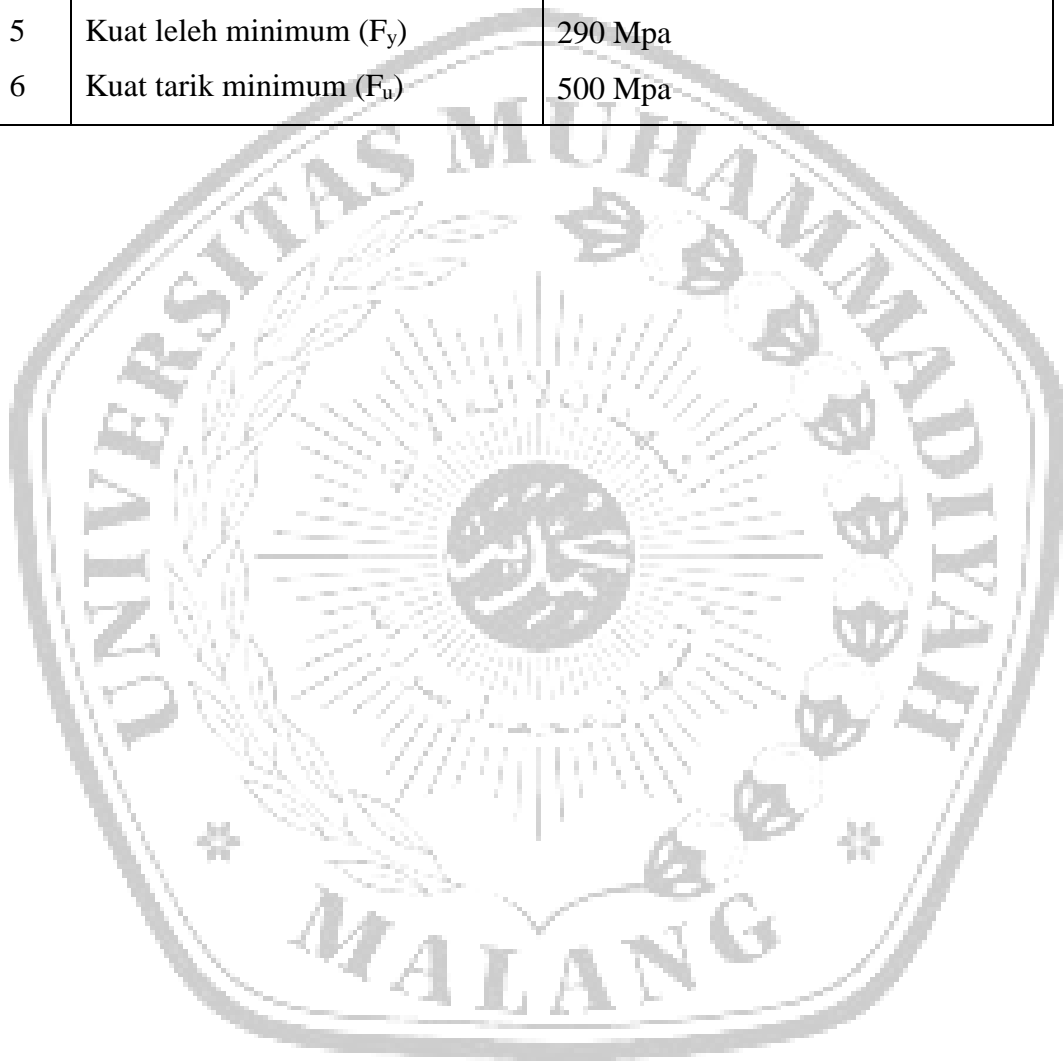 5 Kuat leleh minimum (Fy) 290 Mpa
6 Kuat tarik minimum (Fu) 500 Mpa
UNIVERSITAS MUHAMMADIYAH
MALANG